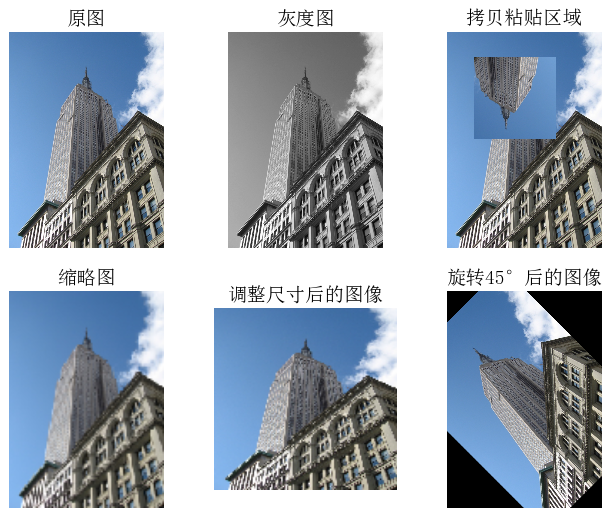 原图
灰度图
拷贝粘贴区域
缩略图
调整尺寸后的图像
旋转45°后的图像